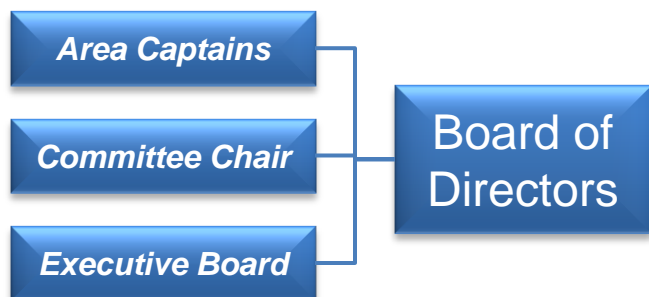 Area Captains
Committee Chair
Executive Board
Board of
Directors